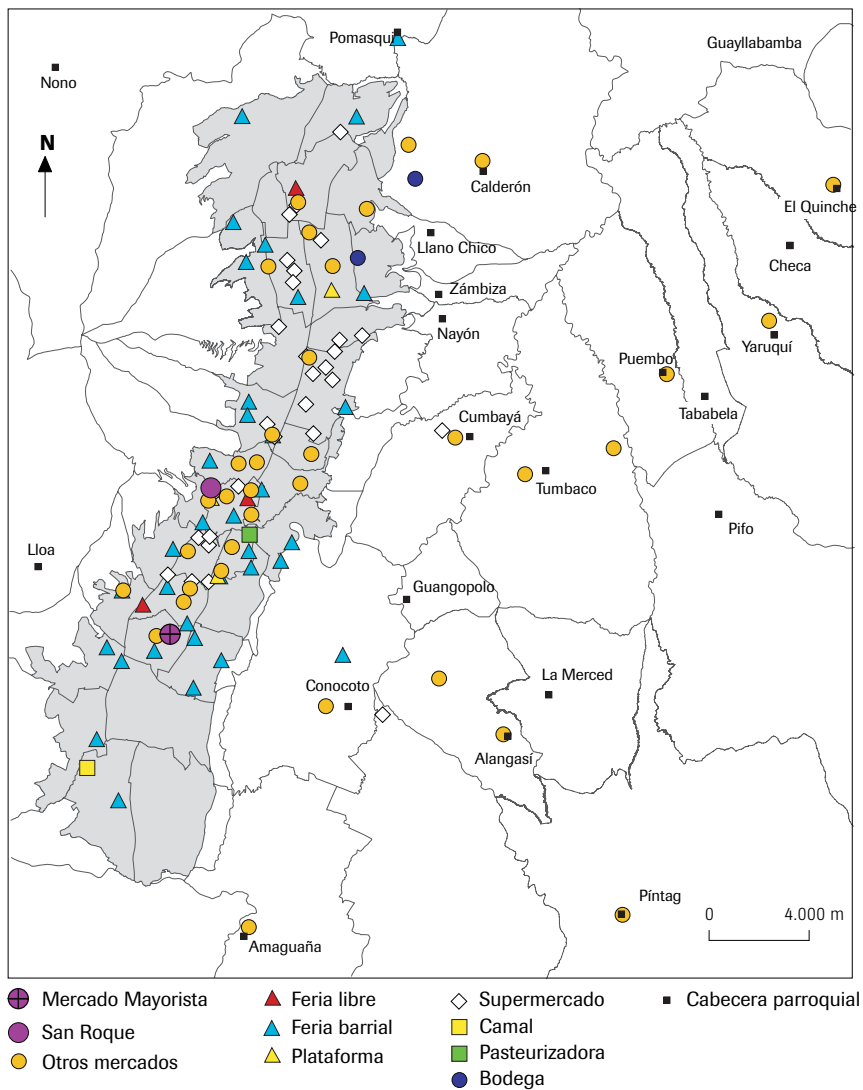 Pomasqui
Guayllabamba
Nono
N
Calderón
El Quinche
Llano Chico
Checa
Zámbiza
Nayón
Yaruquí
Puembo
Tababela
Cumbayá
Tumbaco
Pifo
Lloa
Guangopolo
La Merced
Conocoto
Alangasí
Píntag
0 4.000 m
Amaguaña
Mercado Mayorista
San Roque
Otros mercados
Feria libre
Feria barrial
Plataforma
Supermercado
Camal
Pasteurizadora
Bodega
Cabecera parroquial